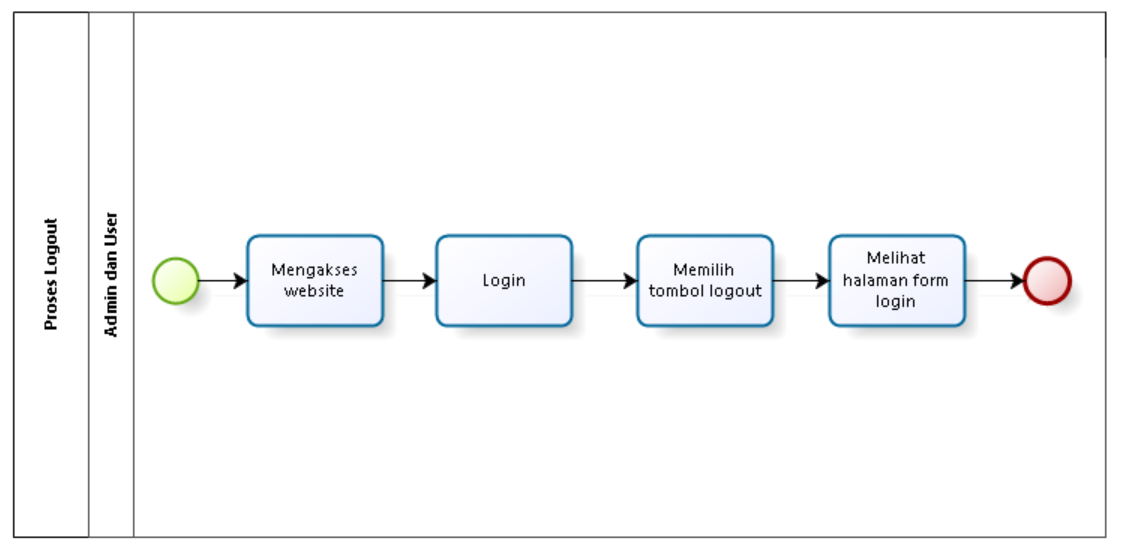 Proses Logout
Admin dan User
Mengakses
website
Login
Memilih
tombol logout
Melihat
halaman form
login